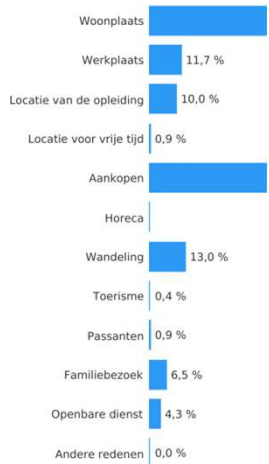 Woonplaats
Werkplaats 11,7 %
Locatie van de opleiding 10,0 %
Locatie voor vrije tijd 0,9 %
Aankopen
Horeca
Wandeling 13,0 %
Toerisme 0,4 %
Passanten 0,9 %
Familiebezoek 6,5 %
Openbare dienst 4,3 %
Andere redenen 0,0 %